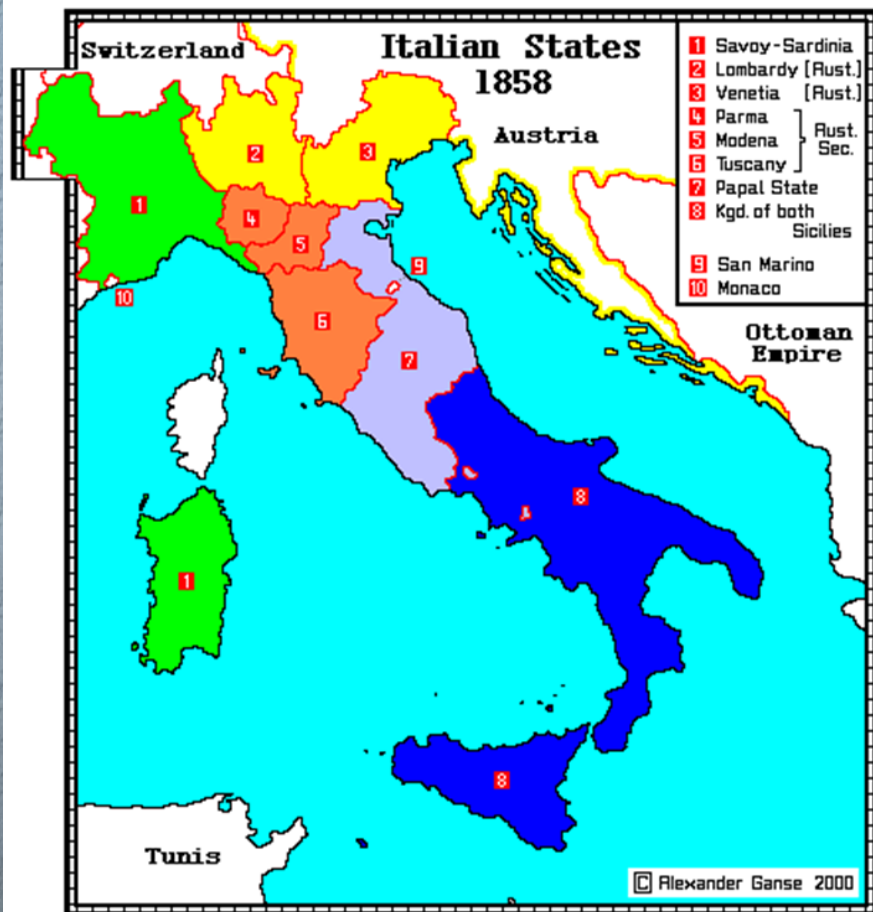 Italian States
1858
Switzerland
Austria
Ottoman
Empire
Tunis
1 Savoy-Sardinia
2 Lombardy [Aust.]
3 Venetia [Aust.]
4 Parma
5 Modena
6 Tuscany
Aust.
Sec.
7 Papal State
8 Kgd. of both
Sicilies
9 San Marino
10 Monaco
2
3
1
4
5
9
10
6
7
8
1
8
C Alexander Ganse 2000